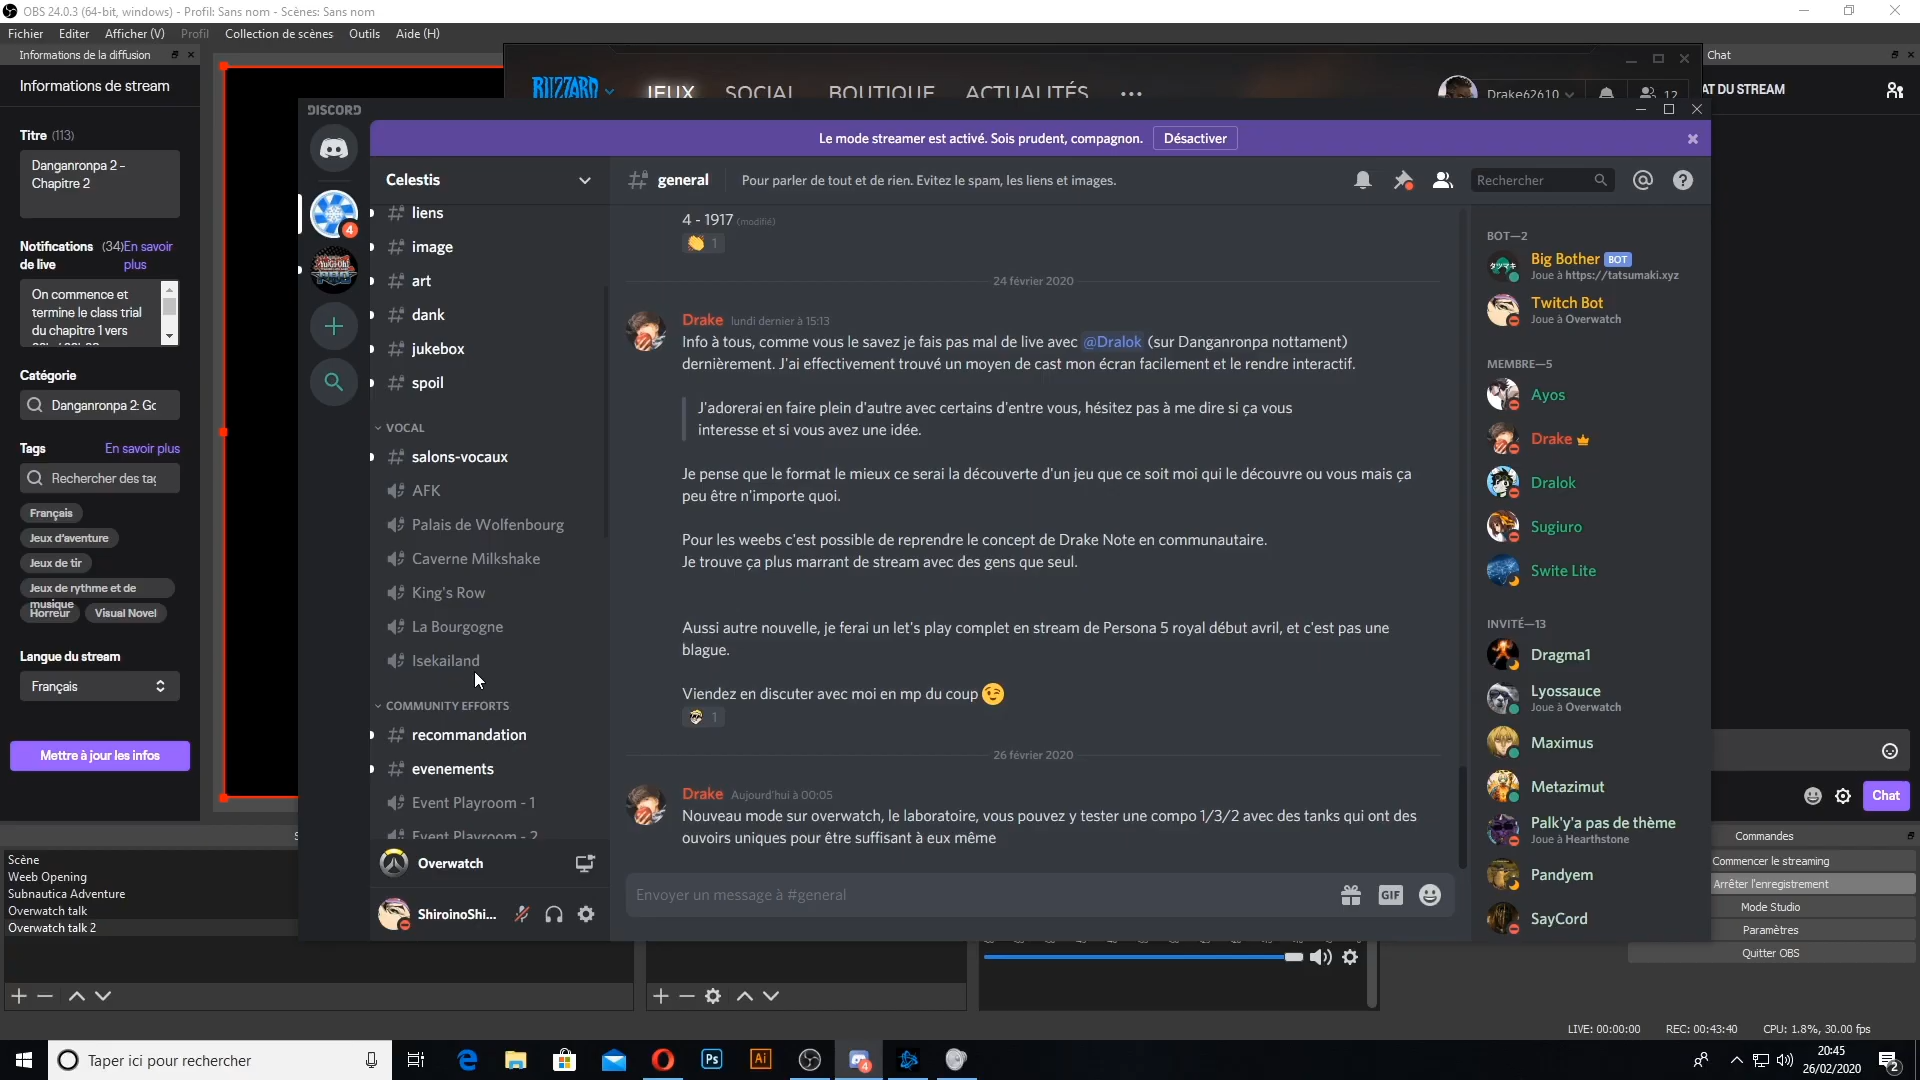 OBS 24.0.3 (64-bit, windows) - Profil: Sans nom - Scènes: Sans nom
Fichier Editer Afficher (V) Profil Collection de scènes Outils Aide (H)
Informations de la diffusion
Informations de stream
Titre (113)
Danganronpa 2 -
Chapitre 2
Notifications (34) En savoir
de live plus
On commence et
termine le class trial
du chapitre 1 vers
Catégorie
Danganronpa 2: Gc
Tags En savoir plus
Rechercher des tag
Français
Jeux d'aventure
Jeux de tir
Jeux de rythme et de
musique
Horreur Visual Novel
Langue du stream
Français
Mettre à jour les infos
BLIZZARD JEUX SOCIAL BOUTIQUE ACTUALITÉS
Drake62610 12
DISCORD
Le mode streamer est activé. Sois prudent, compagnon. Désactiver
4
Celestis
liens
image
art
dank
jukebox
spoil
VOCAL
salons-vocaux
AFK
Palais de Wolfenbourg
Caverne Milkshake
King's Row
La Bourgogne
Isekailand
COMMUNITY EFFORTS
recommandation
evenements
Event Playroom - 1
Event Playroom - 2
Overwatch
ShiroinoShi...
general Pour parler de tout et de rien. Evitez le spam, les liens et images.
Rechercher
4 - 1917 (modifié)
1
24 février 2020
Drake lundi dernier à 15:13
Info à tous, comme vous le savez je fais pas mal de live avec @Dralok (sur Danganronpa nottament)
dernièrement. J'ai effectivement trouvé un moyen de cast mon écran facilement et le rendre interactif.
J'adorerai en faire plein d'autre avec certains d'entre vous, hésitez pas à me dire si ça vous
interesse et si vous avez une idée.
Je pense que le format le mieux ce serai la découverte d'un jeu que ce soit moi qui le découvre ou vous mais ça
peu être n'importe quoi.
Pour les weebs c'est possible de reprendre le concept de Drake Note en communautaire.
Je trouve ça plus marrant de stream avec des gens que seul.
Aussi autre nouvelle, je ferai un let's play complet en stream de Persona 5 royal début avril, et c'est pas une
blague.
Viendez en discuter avec moi en mp du coup
1
26 février 2020
Drake Aujourd'hui à 00:05
Nouveau mode sur overwatch, le laboratoire, vous pouvez y tester une compo 1/3/2 avec des tanks qui ont des
ouvoirs uniques pour être suffisant à eux même
Envoyer un message à #general
GIF
BOT—2
Big Bother BOT
Joue à https://tatsumaki.xyz
Twitch Bot
Joue à Overwatch
MEMBRE—5
Ayos
Drake
Dralok
Sugiuro
Swite Lite
INVITÉ—13
Dragma1
Lyossauce
Joue à Overwatch
Maximus
Metazimut
Palk'y'a pas de thème
Joue à Hearthstone
Pandyem
SayCord
Chat
AT DU STREAM
Chat
Commandes
Commencer le streaming
Arrêter l'enregistrement
Mode Studio
Paramètres
Quitter OBS
Scène
Weeb Opening
Subnautica Adventure
Overwatch talk
Overwatch talk 2
LIVE: 00:00:00 REC: 00:43:40 CPU: 1.8%, 30.00 fps
Taper ici pour rechercher
Ps
Ai
4
20:45
26/02/2020
2